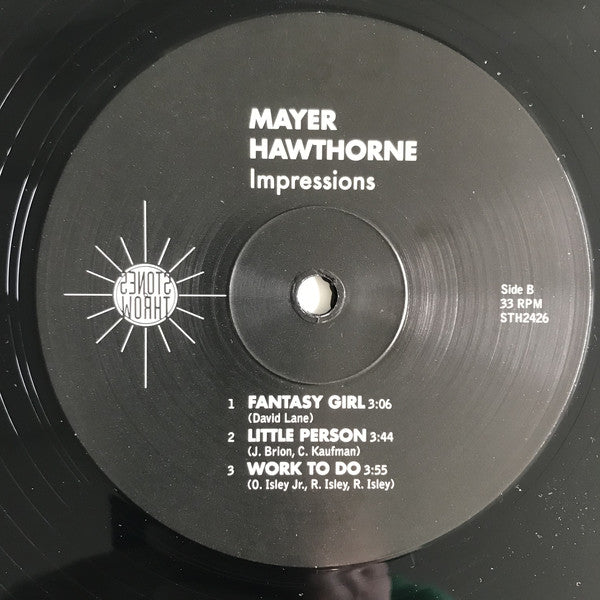 MAYER
HAWTHORNE
Impressions
STONES
THROW
Side B
33 RPM
STH2426
1 FANTASY GIRL 3:06
(David Lane)
2 LITTLE PERSON 3:44
(J. Brion, C. Kaufman)
3 WORK TO DO 3:55
(O. Isley Jr., R. Isley, R. Isley)